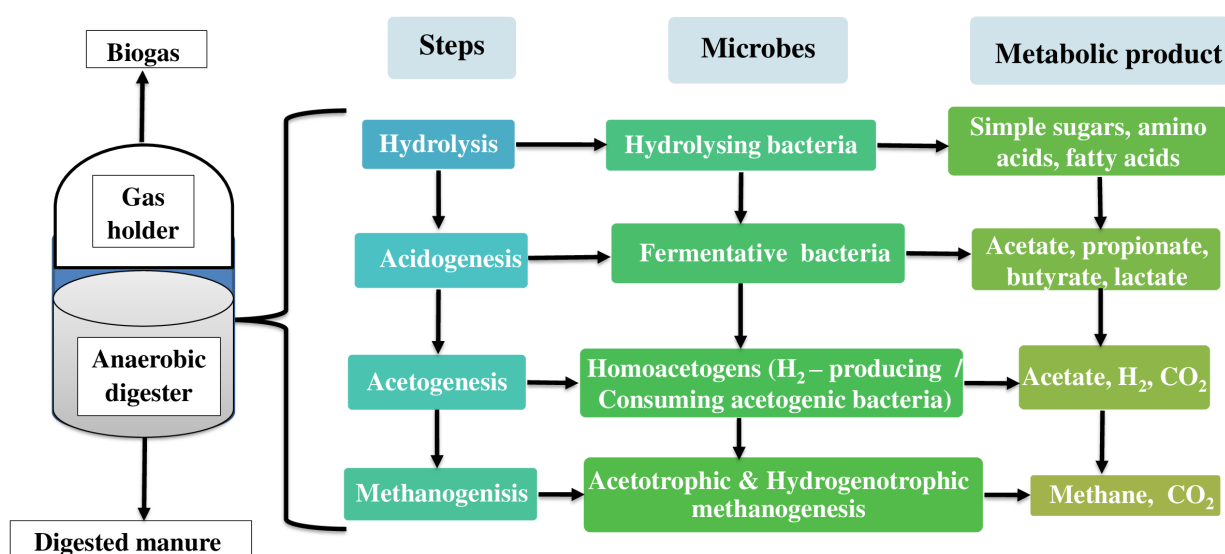 Biogas
Gas
holder
Anaerobic
digester
Digested manure
Steps
Microbes
Metabolic product
Hydrolysis
Hydrolysing bacteria
Simple sugars, amino
acids, fatty acids
Acidogenesis
Fermentative bacteria
Acetate, propionate,
butyrate, lactate
Acetogenesis
Homoacetogens (H₂ – producing /
Consuming acetogenic bacteria)
Acetate, H₂, CO₂
Methanogenisis
Acetotrophic & Hydrogenotrophic
methanogenesis
Methane, CO₂